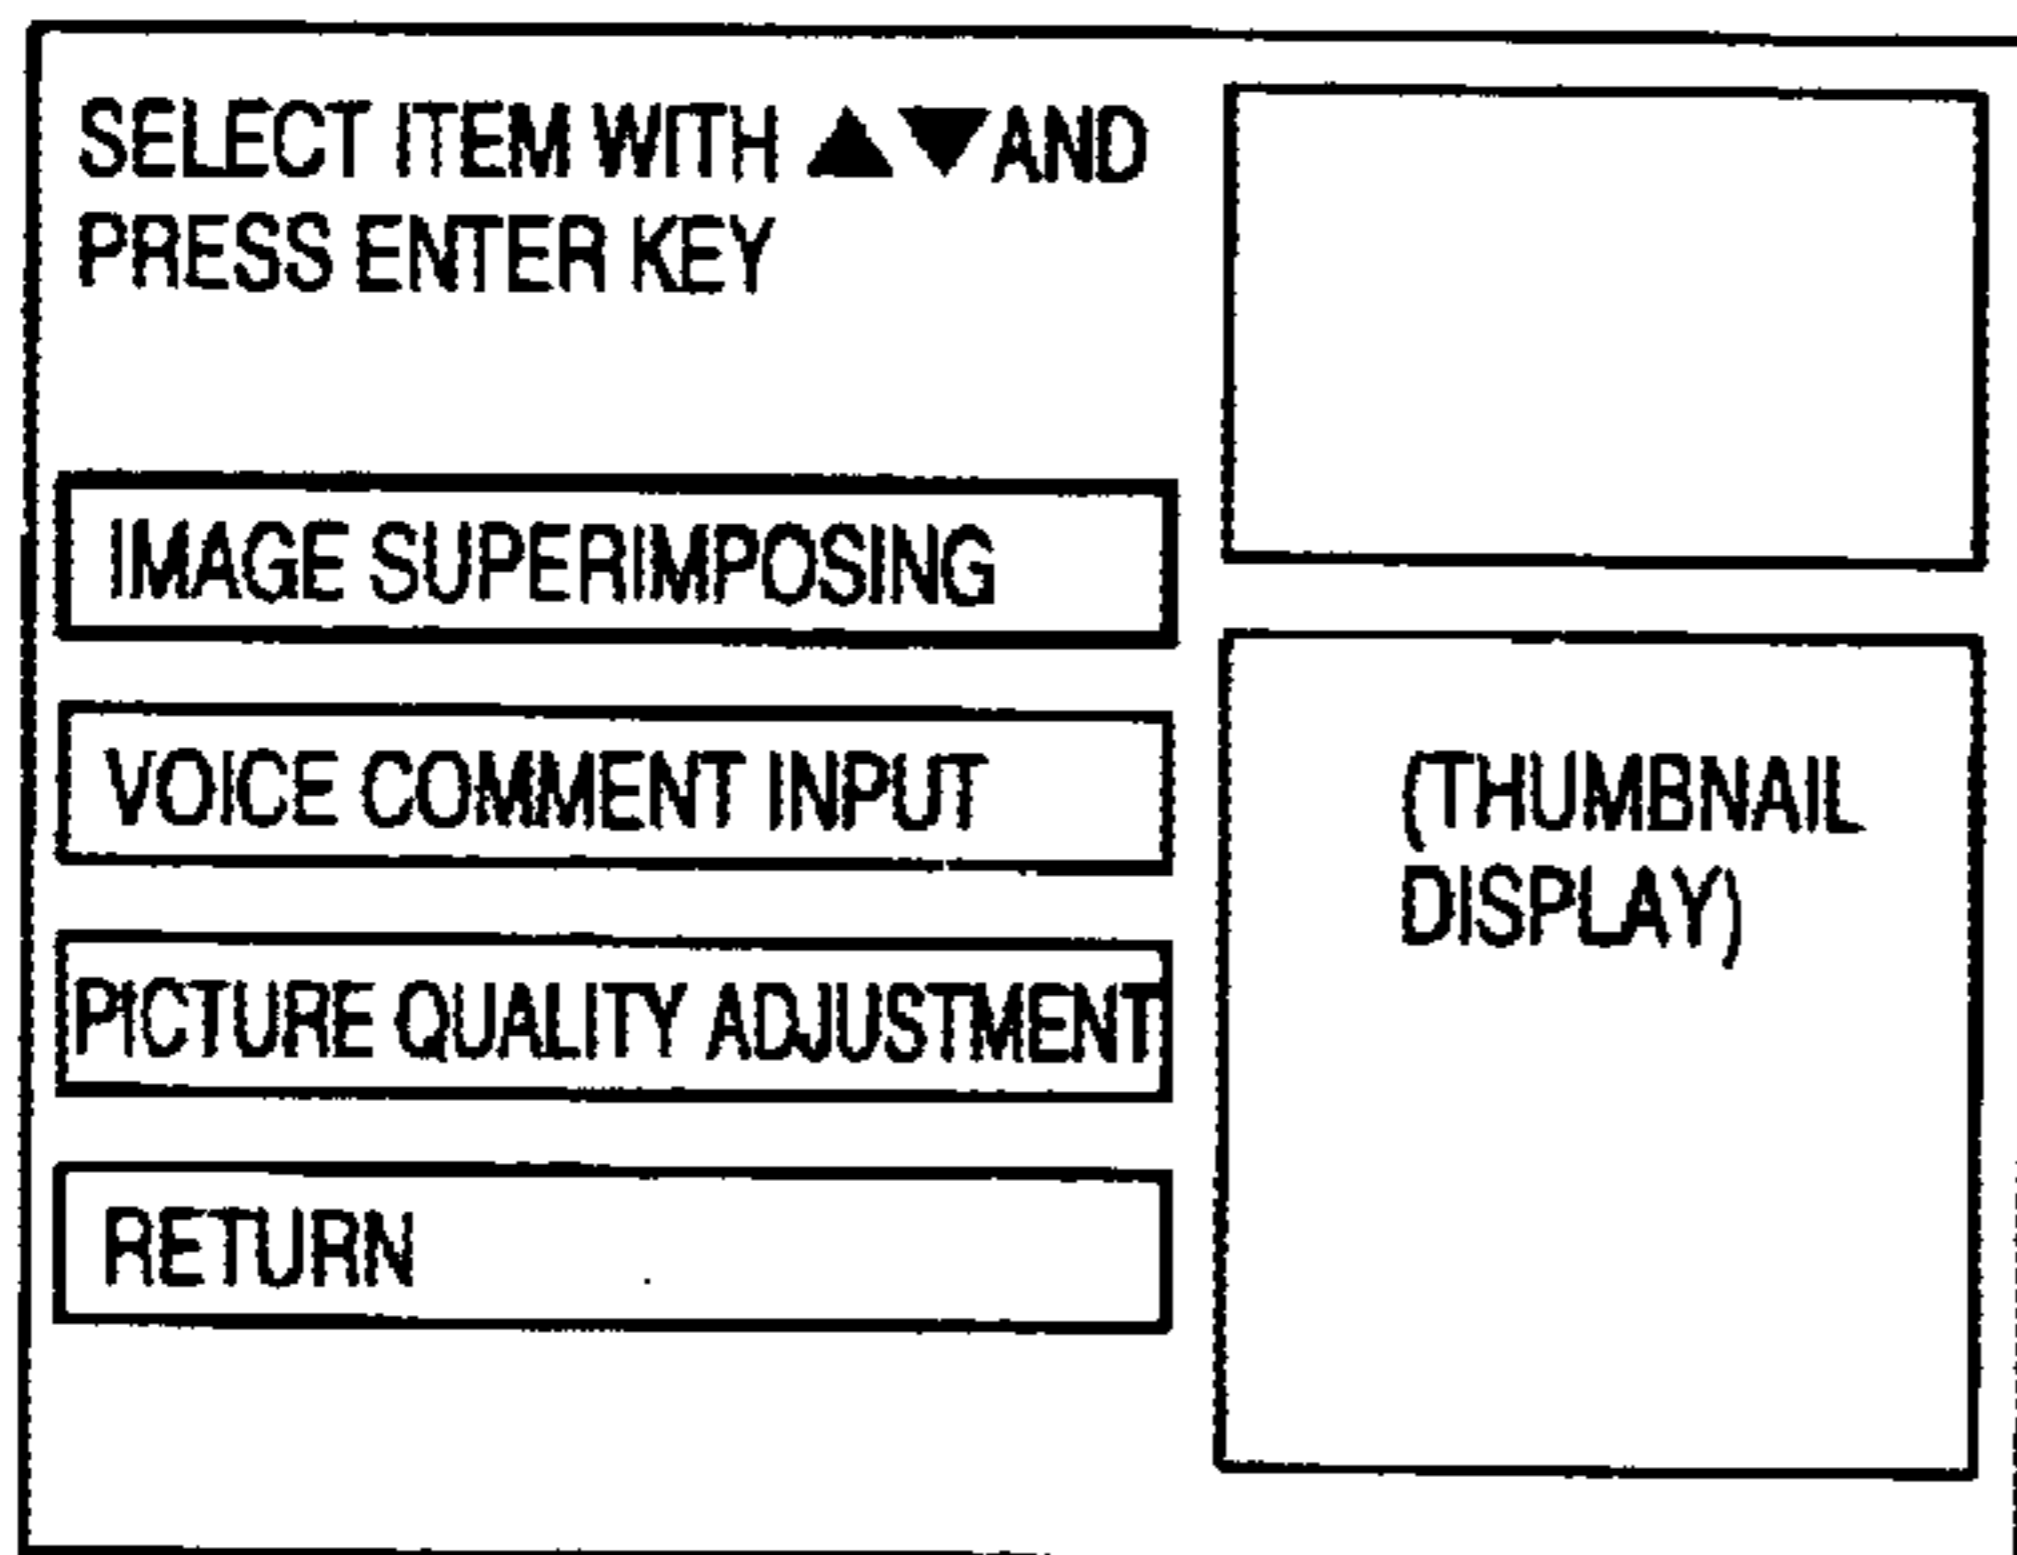 SELECT ITEM WITH ▲▼AND
PRESS ENTER KEY
IMAGE SUPERIMPOSING
VOICE COMMENT INPUT
PICTURE QUALITY ADJUSTMENT
RETURN
(THUMBNAIL
DISPLAY)